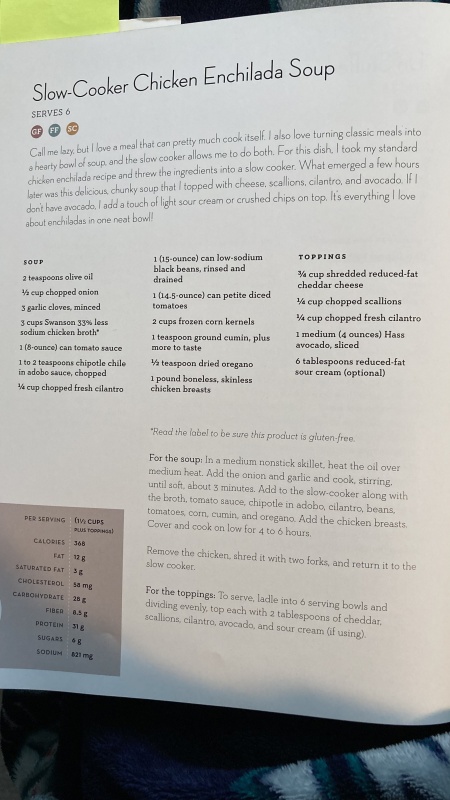 Slow-Cooker Chicken Enchilada Soup
SERVES 6
GF FF SC
Call me lazy, but I love a meal that can pretty much cook itself. I also love turning classic meals into
a hearty bowl of soup, and the slow cooker allows me to do both. For this dish, I took my standard
chicken enchilada recipe and threw the ingredients into a slow cooker. What emerged a few hours
later was this delicious, chunky soup that I topped with cheese, scallions, cilantro, and avocado. If I
don't have avocado, I add a touch of light sour cream or crushed chips on top. It's everything I love
about enchiladas in one neat bowl!
SOUP
2 teaspoons olive oil
½ cup chopped onion
3 garlic cloves, minced
3 cups Swanson 33% less
sodium chicken broth*
1 (8-ounce) can tomato sauce
1 to 2 teaspoons chipotle chile
in adobo sauce, chopped
¼ cup chopped fresh cilantro
1 (15-ounce) can low-sodium
black beans, rinsed and
drained
1 (14.5-ounce) can petite diced
tomatoes
2 cups frozen corn kernels
1 teaspoon ground cumin, plus
more to taste
½ teaspoon dried oregano
1 pound boneless, skinless
chicken breasts
TOPPINGS
¾ cup shredded reduced-fat
cheddar cheese
¼ cup chopped scallions
¼ cup chopped fresh cilantro
1 medium (4 ounces) Hass
avocado, sliced
6 tablespoons reduced-fat
sour cream (optional)
*Read the label to be sure this product is gluten-free.
For the soup: In a medium nonstick skillet, heat the oil over
medium heat. Add the onion and garlic and cook, stirring,
until soft, about 3 minutes. Add to the slow-cooker along with
the broth, tomato sauce, chipotle in adobo, cilantro, beans,
tomatoes, corn, cumin, and oregano. Add the chicken breasts.
Cover and cook on low for 4 to 6 hours.
Remove the chicken, shred it with two forks, and return it to the
slow cooker.
For the toppings: To serve, ladle into 6 serving bowls and
dividing evenly, top each with 2 tablespoons of cheddar,
scallions, cilantro, avocado, and sour cream (if using).
PER SERVING (1½ CUPS
PLUS TOPPINGS)
CALORIES 368
FAT 12 g
SATURATED FAT 3 g
CHOLESTEROL 58 mg
CARBOHYDRATE 28 g
FIBER 8.5 g
PROTEIN 31 g
SUGARS 6 g
SODIUM 821 mg